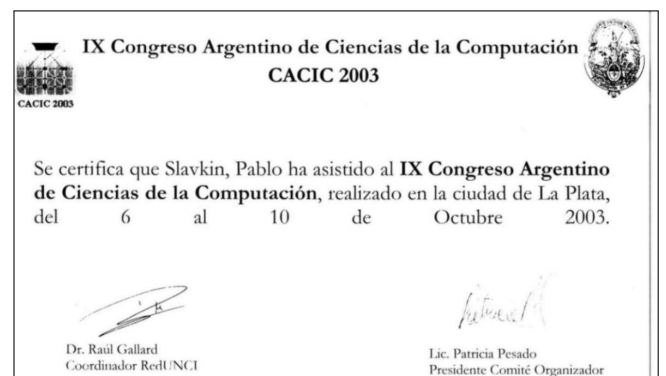 IX Congreso Argentino de Ciencias de la Computación
CACIC 2003
CACIC 2003
Se certifica que Slavkin, Pablo ha asistido al IX Congreso Argentino
de Ciencias de la Computación, realizado en la ciudad de La Plata,
del 6 al 10 de Octubre 2003.
Dr. Raúl Gallard
Coordinador RedUNCI
Lic. Patricia Pesado
Presidente Comité Organizador